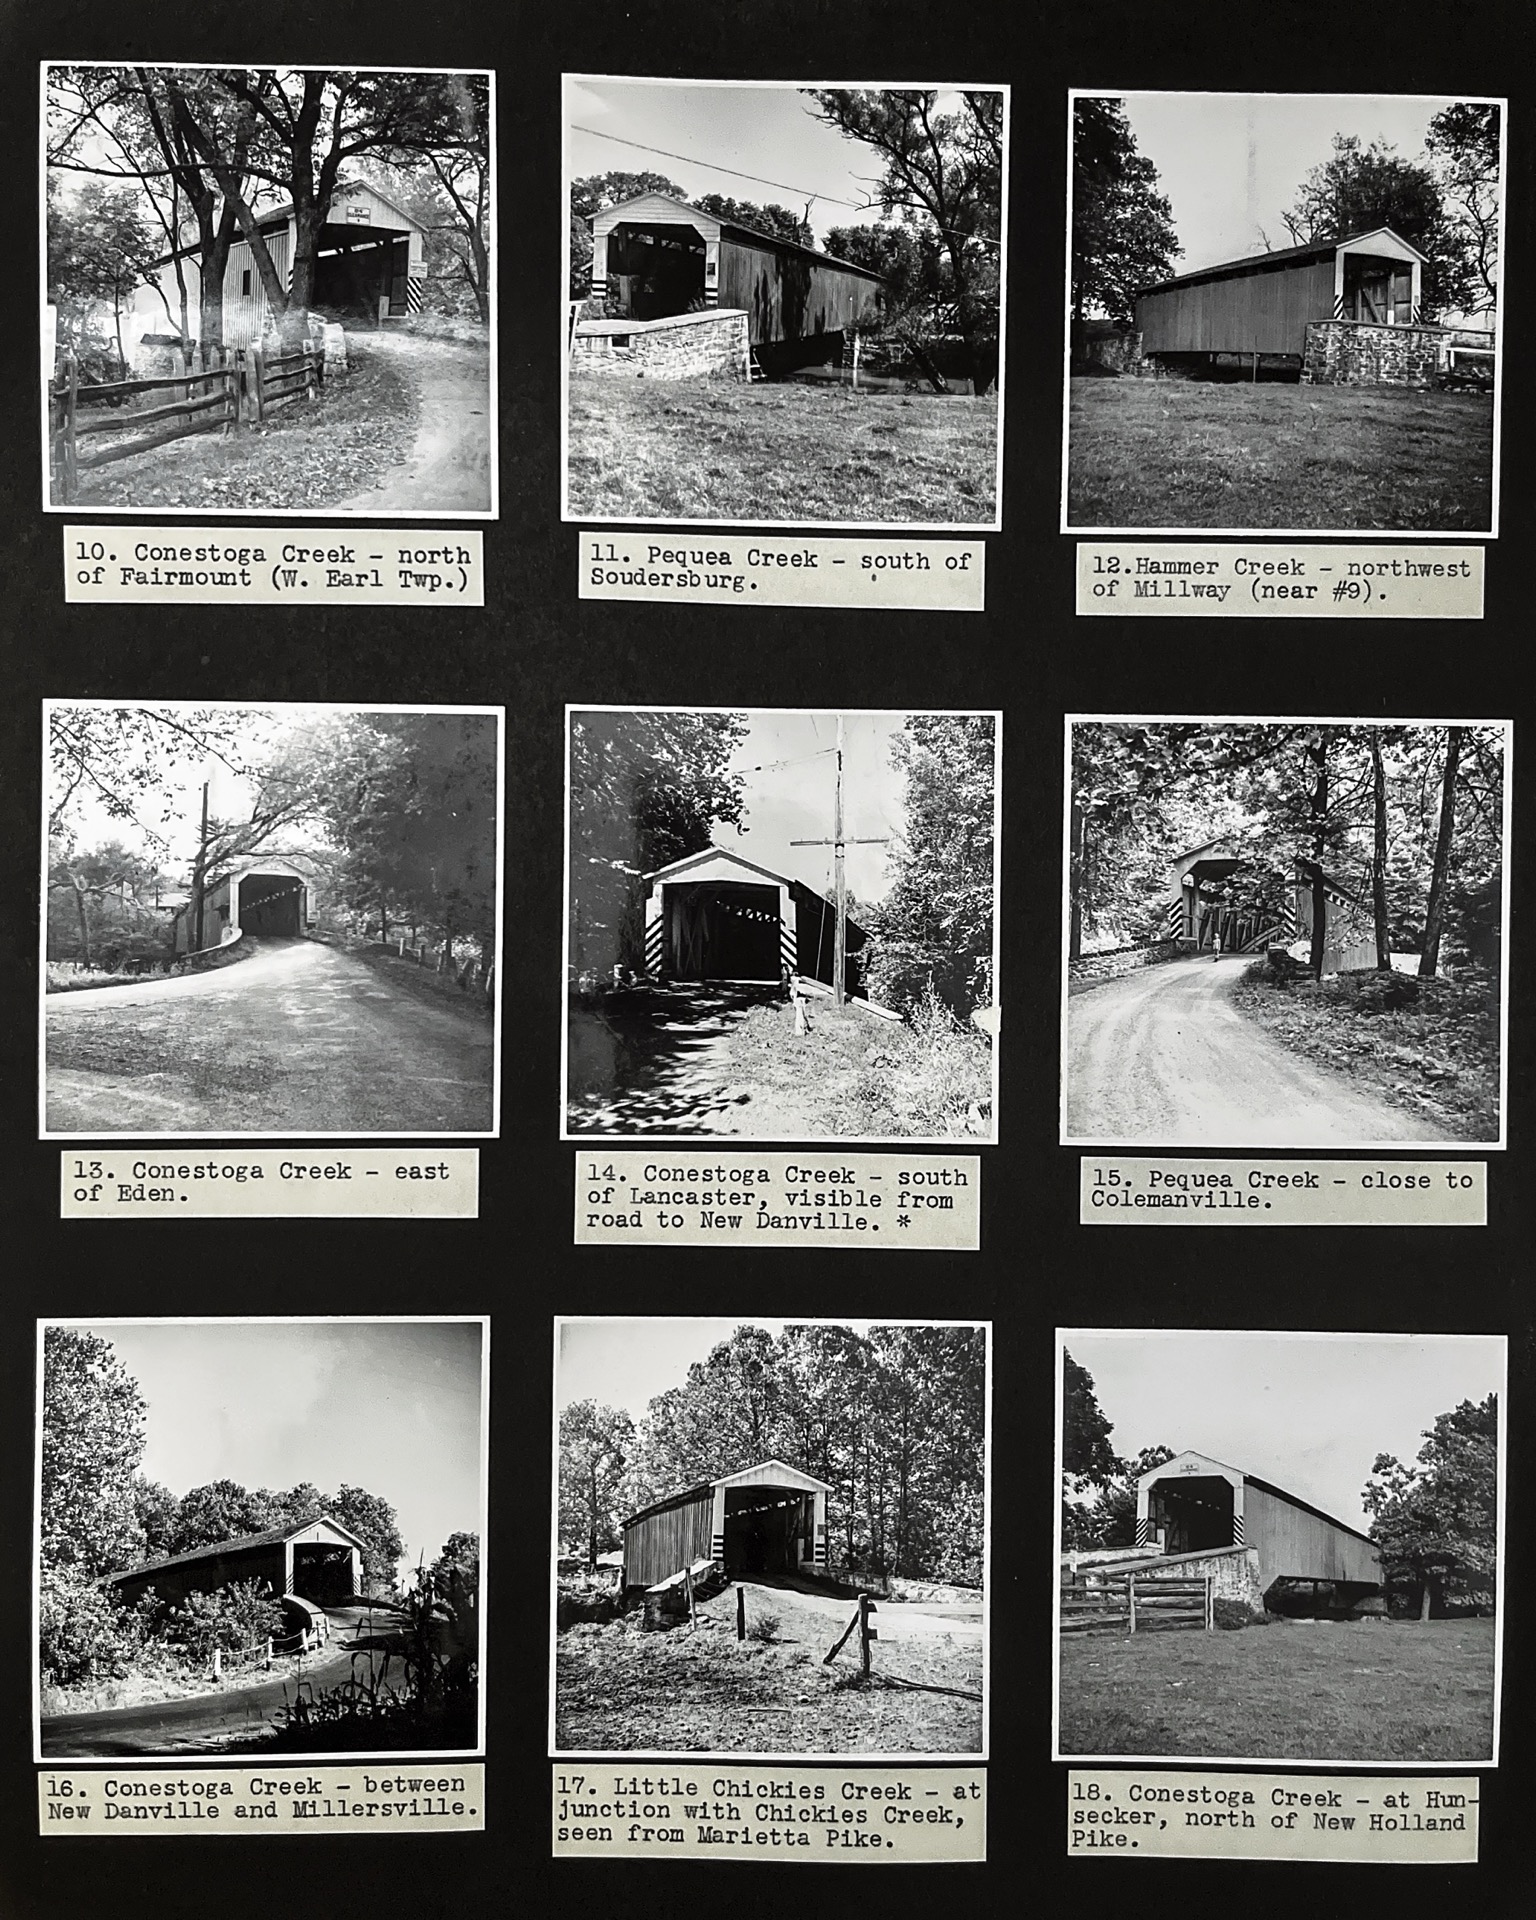 10. Conestoga Creek - north
of Fairmount (W. Earl Twp.)
11. Pequea Creek - south of
Soudersburg.
12.Hammer Creek - northwest
of Millway (near #9).
13. Conestoga Creek - east
of Eden.
14. Conestoga Creek - south
of Lancaster, visible from
road to New Danville. *
15. Pequea Creek - close to
Colemanville.
16. Conestoga Creek - between
New Danville and Millersville.
17. Little Chickies Creek - at
junction with Chickies Creek,
seen from Marietta Pike.
18. Conestoga Creek - at Hun-
secker, north of New Holland
Pike.